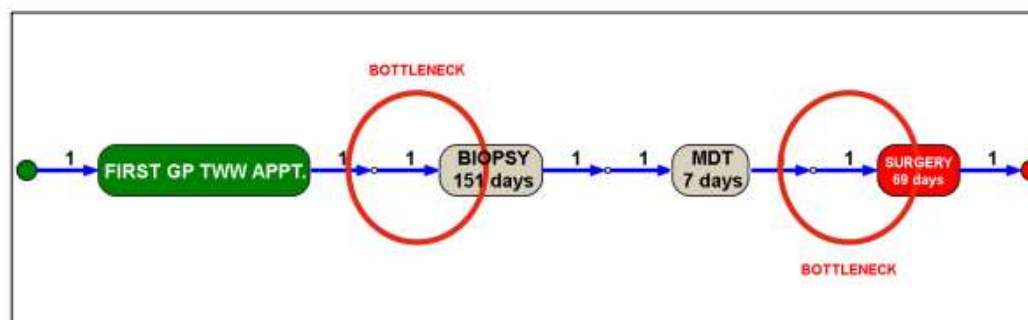 BOTTLENECK
1
FIRST GP TWW APPT.
1
1
BIOPSY
151 days
1
1
MDT
7 days
1
SURGERY
69 days
1
BOTTLENECK